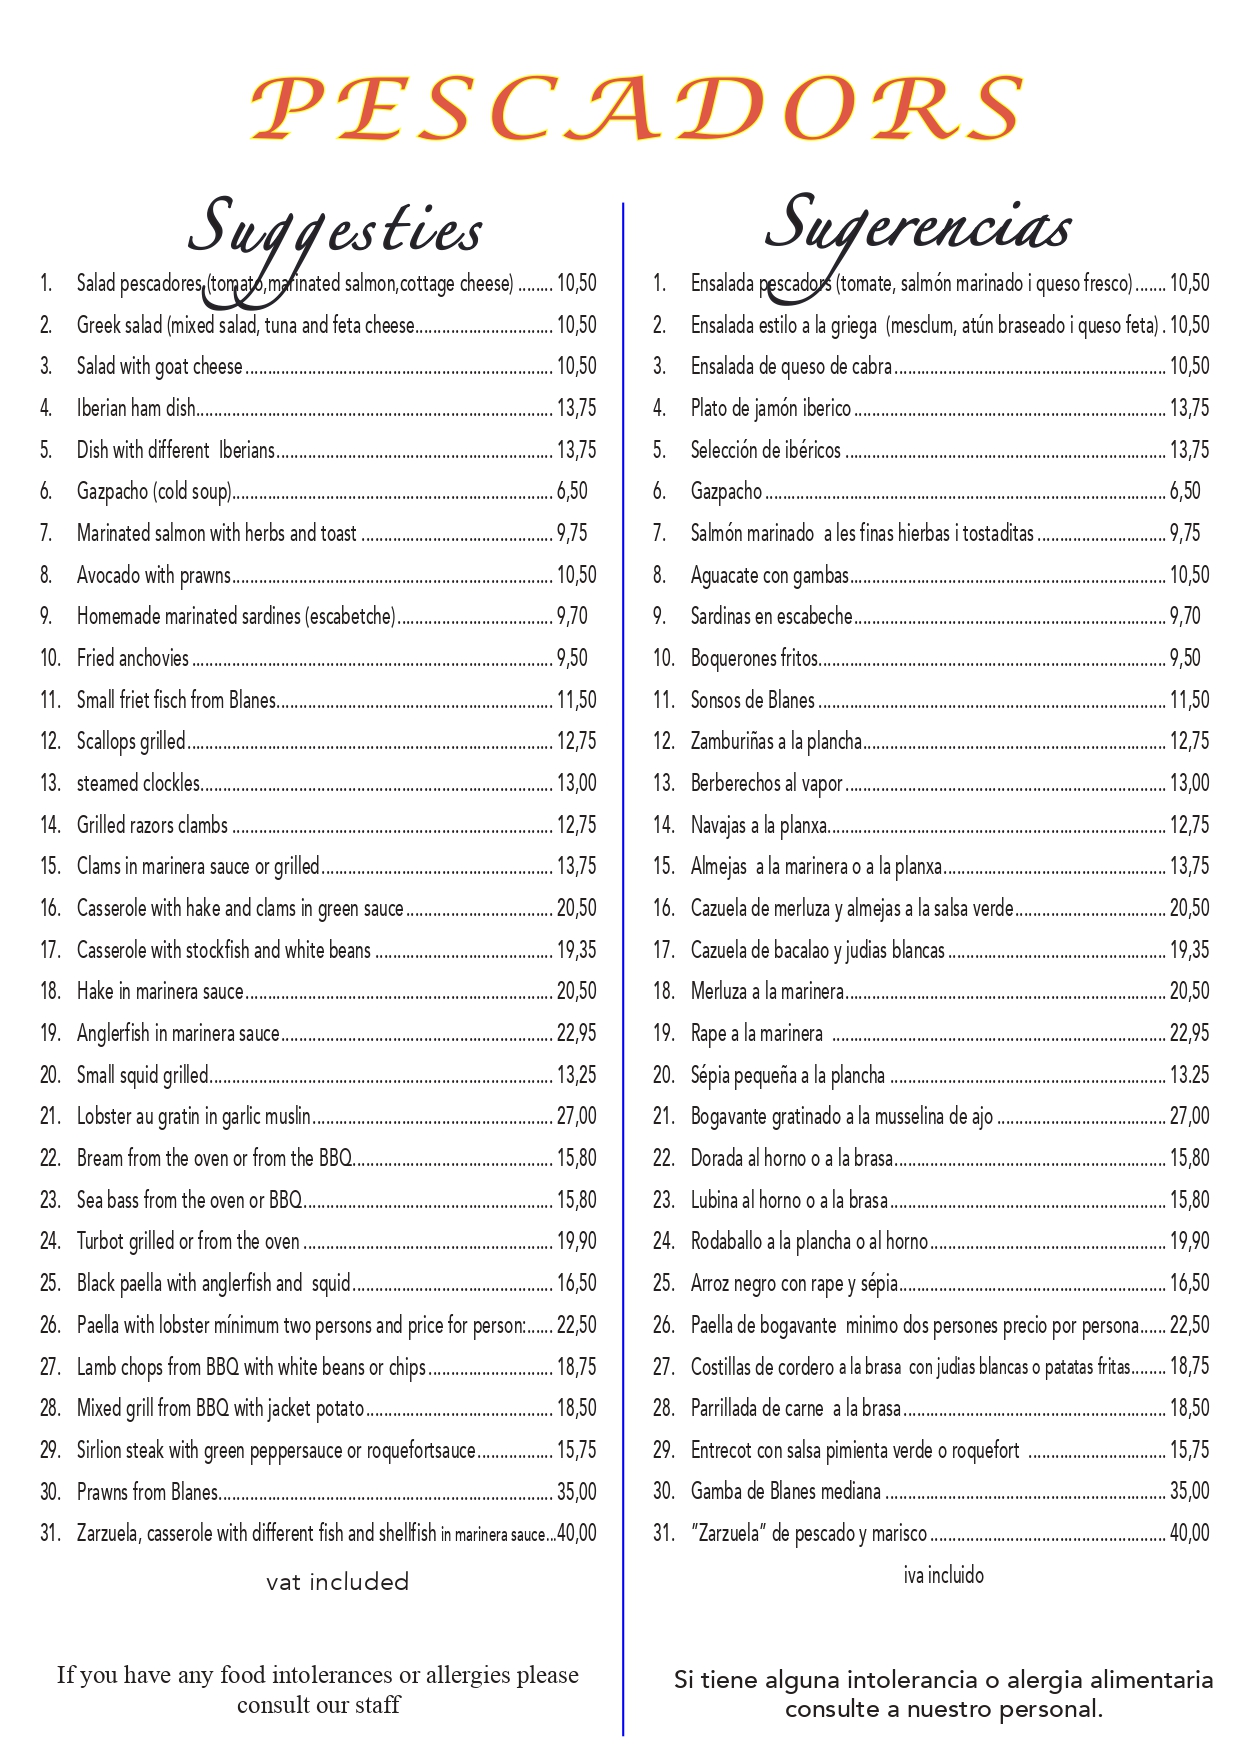 PESCADORS
Suggesties
1. Salad pescadores (tomato,marinated salmon,cottage cheese) ........ 10,50
2. Greek salad (mixed salad, tuna and feta cheese............................... 10,50
3. Salad with goat cheese ..................................................................... 10,50
4. Iberian ham dish................................................................................ 13,75
5. Dish with different Iberians.............................................................. 13,75
6. Gazpacho (cold soup)........................................................................ 6,50
7. Marinated salmon with herbs and toast ........................................... 9,75
8. Avocado with prawns........................................................................ 10,50
9. Homemade marinated sardines (escabetche)................................... 9,70
10. Fried anchovies ................................................................................. 9,50
11. Small friet fisch from Blanes.............................................................. 11,50
12. Scallops grilled.................................................................................. 12,75
13. steamed clockles............................................................................... 13,00
14. Grilled razors clambs ........................................................................ 12,75
15. Clams in marinera sauce or grilled.................................................... 13,75
16. Casserole with hake and clams in green sauce ................................. 20,50
17. Casserole with stockfish and white beans ........................................ 19,35
18. Hake in marinera sauce..................................................................... 20,50
19. Anglerfish in marinera sauce............................................................. 22,95
20. Small squid grilled............................................................................. 13,25
21. Lobster au gratin in garlic muslin...................................................... 27,00
22. Bream from the oven or from the BBQ............................................. 15,80
23. Sea bass from the oven or BBQ........................................................ 15,80
24. Turbot grilled or from the oven ........................................................ 19,90
25. Black paella with anglerfish and squid............................................. 16,50
26. Paella with lobster mínimum two persons and price for person:...... 22,50
27. Lamb chops from BBQ with white beans or chips............................ 18,75
28. Mixed grill from BBQ with jacket potato.......................................... 18,50
29. Sirlion steak with green peppersauce or roquefortsauce................. 15,75
30. Prawns from Blanes........................................................................... 35,00
31. Zarzuela, casserole with different fish and shellfish in marinera sauce...40,00
vat included
If you have any food intolerances or allergies please
consult our staff
Sugerencias
1. Ensalada pescadors (tomate, salmón marinado i queso fresco)....... 10,50
2. Ensalada estilo a la griega (mesclum, atún braseado i queso feta) . 10,50
3. Ensalada de queso de cabra............................................................. 10,50
4. Plato de jamón iberico ...................................................................... 13,75
5. Selección de ibéricos ........................................................................ 13,75
6. Gazpacho .......................................................................................... 6,50
7. Salmón marinado a les finas hierbas i tostaditas ............................. 9,75
8. Aguacate con gambas....................................................................... 10,50
9. Sardinas en escabeche...................................................................... 9,70
10. Boquerones fritos.............................................................................. 9,50
11. Sonsos de Blanes .............................................................................. 11,50
12. Zamburiñas a la plancha.................................................................... 12,75
13. Berberechos al vapor ........................................................................ 13,00
14. Navajas a la planxa............................................................................ 12,75
15. Almejas a la marinera o a la planxa.................................................. 13,75
16. Cazuela de merluza y almejas a la salsa verde.................................. 20,50
17. Cazuela de bacalao y judias blancas ................................................. 19,35
18. Merluza a la marinera........................................................................ 20,50
19. Rape a la marinera ........................................................................... 22,95
20. Sépia pequeña a la plancha .............................................................. 13.25
21. Bogavante gratinado a la musselina de ajo ...................................... 27,00
22. Dorada al horno o a la brasa............................................................. 15,80
23. Lubina al horno o a la brasa.............................................................. 15,80
24. Rodaballo a la plancha o al horno..................................................... 19,90
25. Arroz negro con rape y sépia............................................................ 16,50
26. Paella de bogavante minimo dos persones precio por persona...... 22,50
27. Costillas de cordero a la brasa con judias blancas o patatas fritas........ 18,75
28. Parrillada de carne a la brasa........................................................... 18,50
29. Entrecot con salsa pimienta verde o roquefort ............................... 15,75
30. Gamba de Blanes mediana ............................................................... 35,00
31. ”Zarzuela” de pescado y marisco ..................................................... 40,00
iva incluido
Si tiene alguna intolerancia o alergia alimentaria
consulte a nuestro personal.